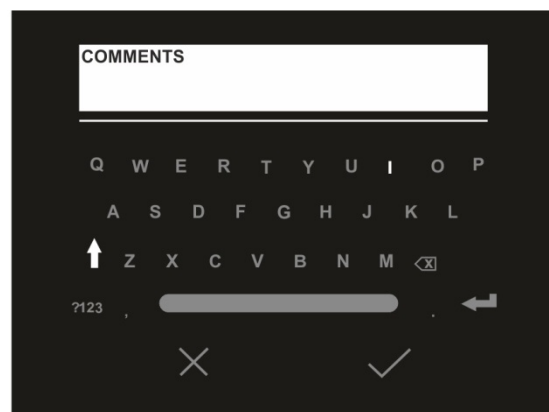 COMMENTS
Q W E R T Y U I O P
A S D F G H J K L
Z X C V B N M
?123 , .